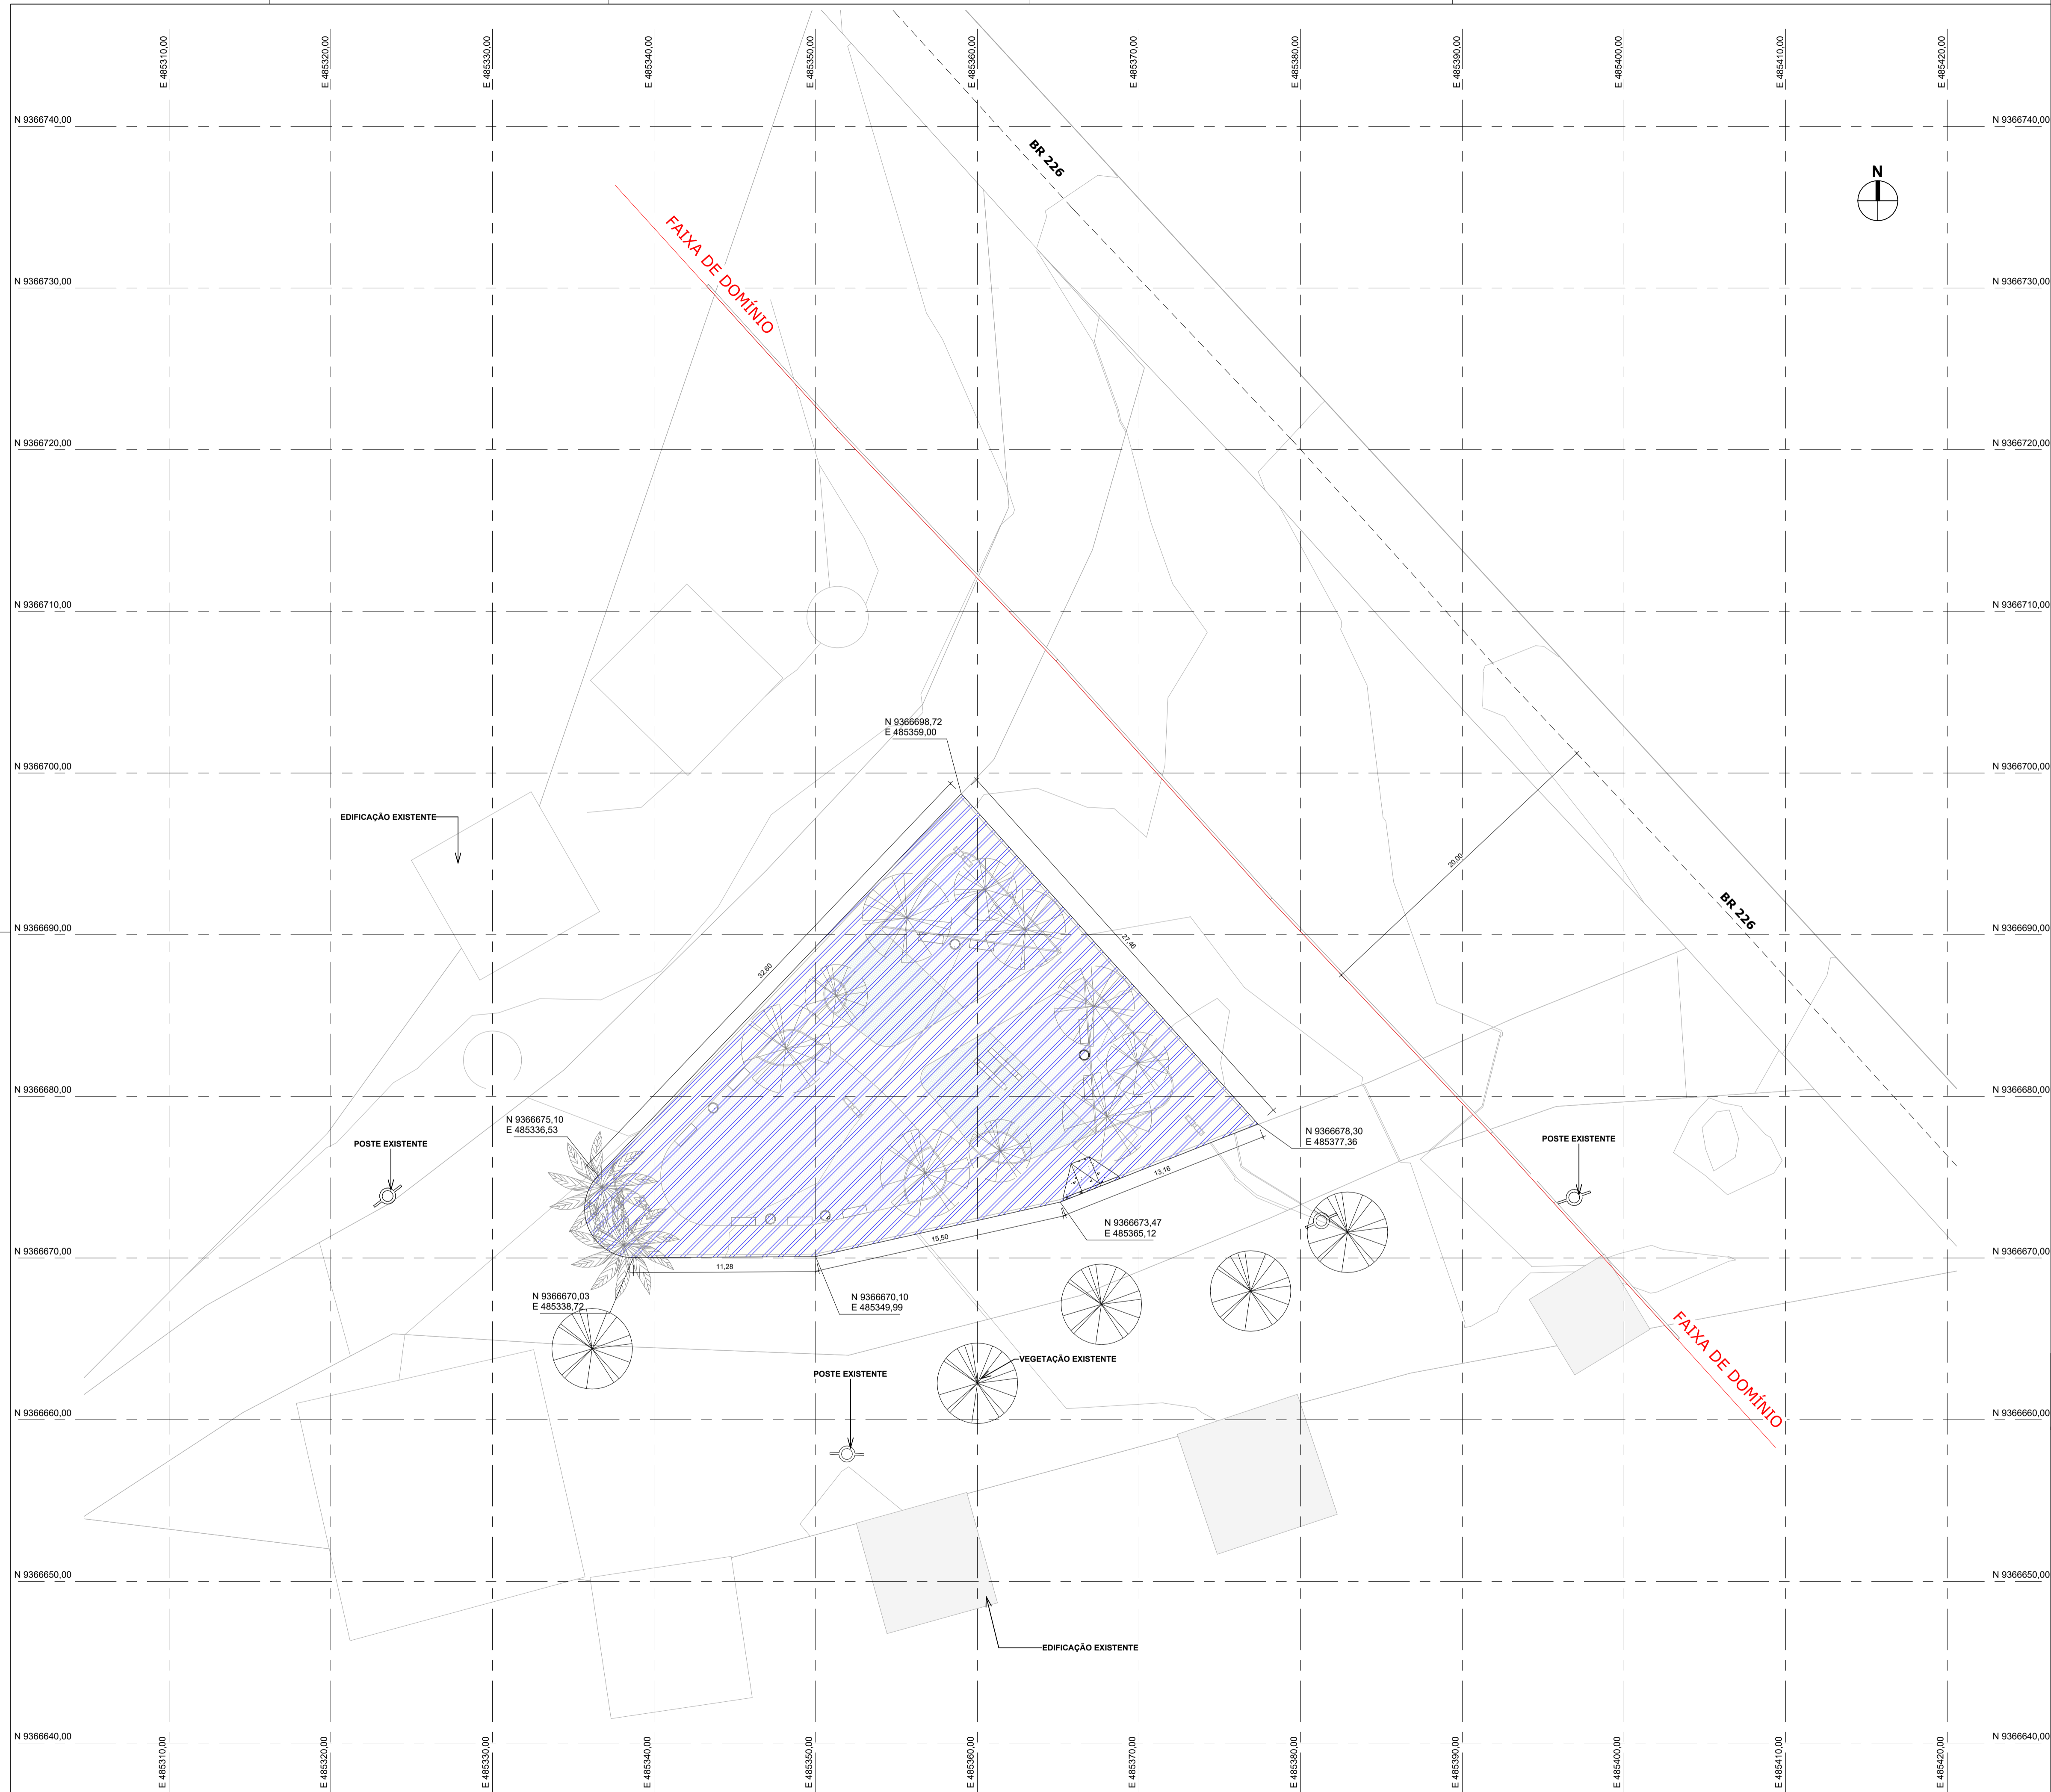 E 485310,00
E 485320,00
E 485330,00
E 485340,00
E 485350,00
E 485360,00
E 485370,00
E 485380,00
E 485390,00
E 485400,00
E 485410,00
E 485420,00
N 9366740,00
N 9366740,00
BR 226
N
FAIXA DE DOMÍNIO
N 9366730,00
N 9366730,00
N 9366720,00
N 9366720,00
N 9366710,00
N 9366710,00
N 9366698,72
E 485359,00
N 9366700,00
N 9366700,00
EDIFICAÇÃO EXISTENTE
20.00
BR 226
N 9366690,00
N 9366690,00
27,46
32,60
N 9366680,00
N 9366680,00
N 9366675,10
E 485336,53
POSTE EXISTENTE
N 9366678,30
E 485377,36
POSTE EXISTENTE
13,16
N 9366673,47
E 485365,12
15,50
11,28
N 9366670,00
N 9366670,00
N 9366670,03
E 485338,72
N 9366670,10
E 485349,99
FAIXA DE DOMÍNIO
VEGETAÇÃO EXISTENTE
POSTE EXISTENTE
N 9366660,00
N 9366660,00
N 9366650,00
N 9366650,00
EDIFICAÇÃO EXISTENTE
N 9366640,00
N 9366640,00
E 485310,00
E 485320,00
E 485330,00
E 485340,00
E 485350,00
E 485360,00
E 485370,00
E 485380,00
E 485390,00
E 485400,00
E 485410,00
E 485420,00